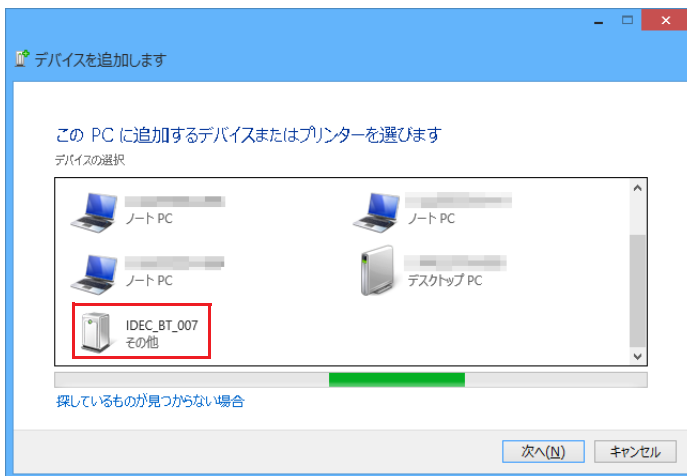 デバイスを追加します
この PC に追加するデバイスまたはプリンターを選びます
デバイスの選択
ノート PC
ノート PC
ノート PC
デスクトップ PC
IDEC_BT_007
その他
探しているものが見つからない場合
次へ(N)
キャンセル